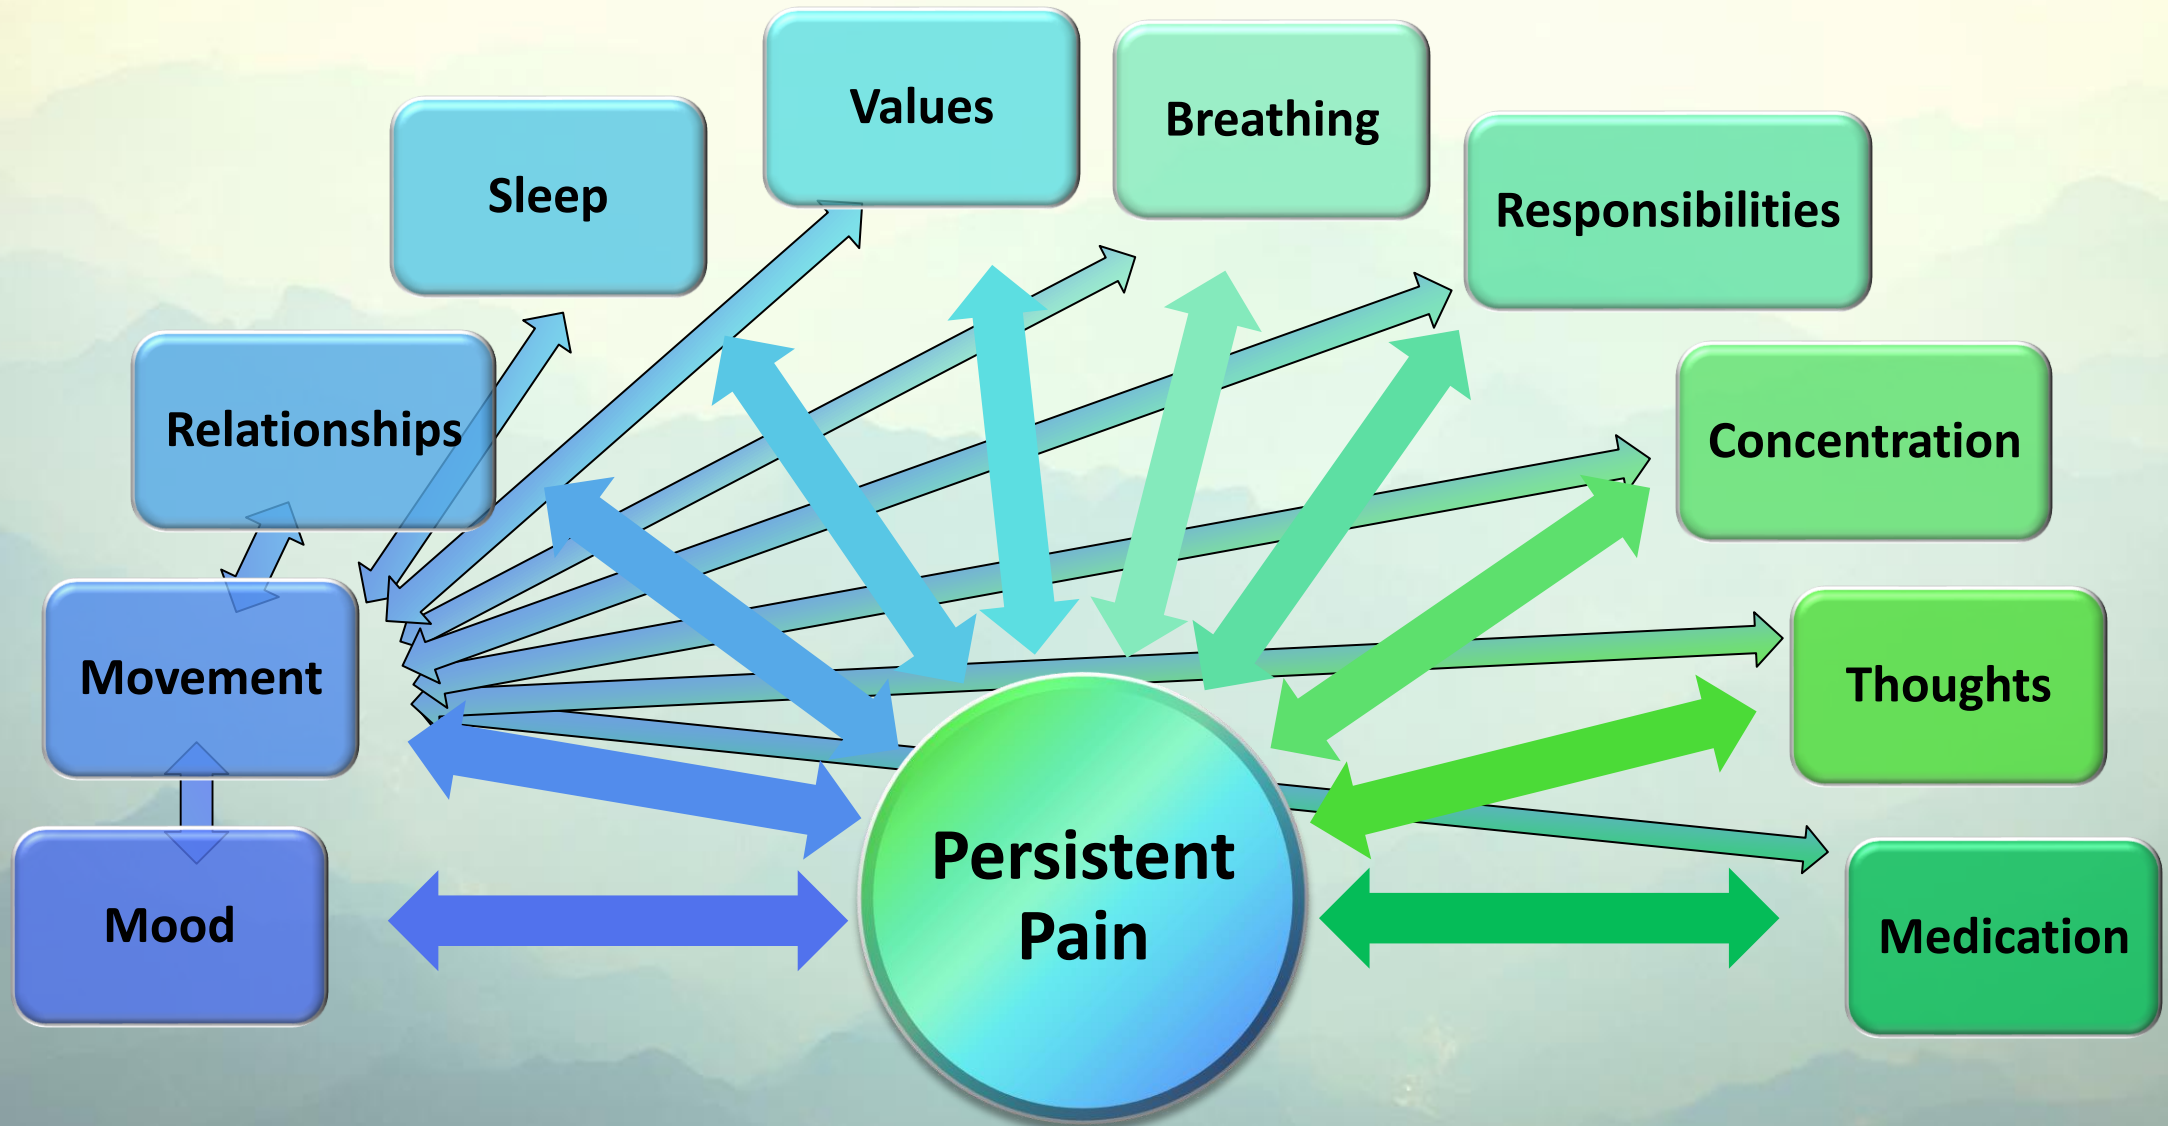 Values
Breathing
Sleep
Responsibilities
Relationships
Concentration
Movement
Thoughts
Mood
Persistent
Pain
Medication